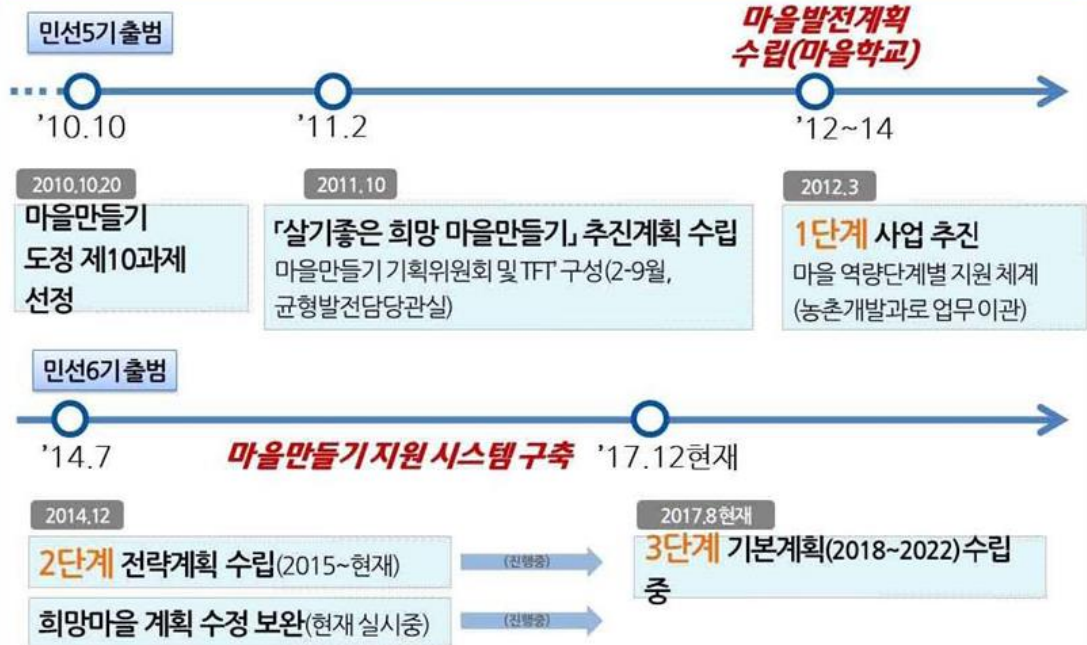 민선5기 출범
마을발전계획
수립(마을학교)
'10.10
'11.2
'12~14
2010.10.20
마을만들기
도정 제10과제
선정
2011.10
「살기좋은 희망 마을만들기」 추진계획 수립
마을만들기 기획위원회 및 TFT' 구성(2-9월,
균형발전담당관실)
2012.3
1단계 사업 추진
마을 역량단계별 지원 체계
(농촌개발과로 업무 이관)
민선6기 출범
'14.7
마을만들기 지원 시스템 구축
'17.12현재
2014.12
2단계 전략계획 수립(2015~현재)
(진행중)
희망마을 계획 수정 보완(현재 실시중)
(진행중)
2017.8현재
3단계 기본계획(2018~2022) 수립
중